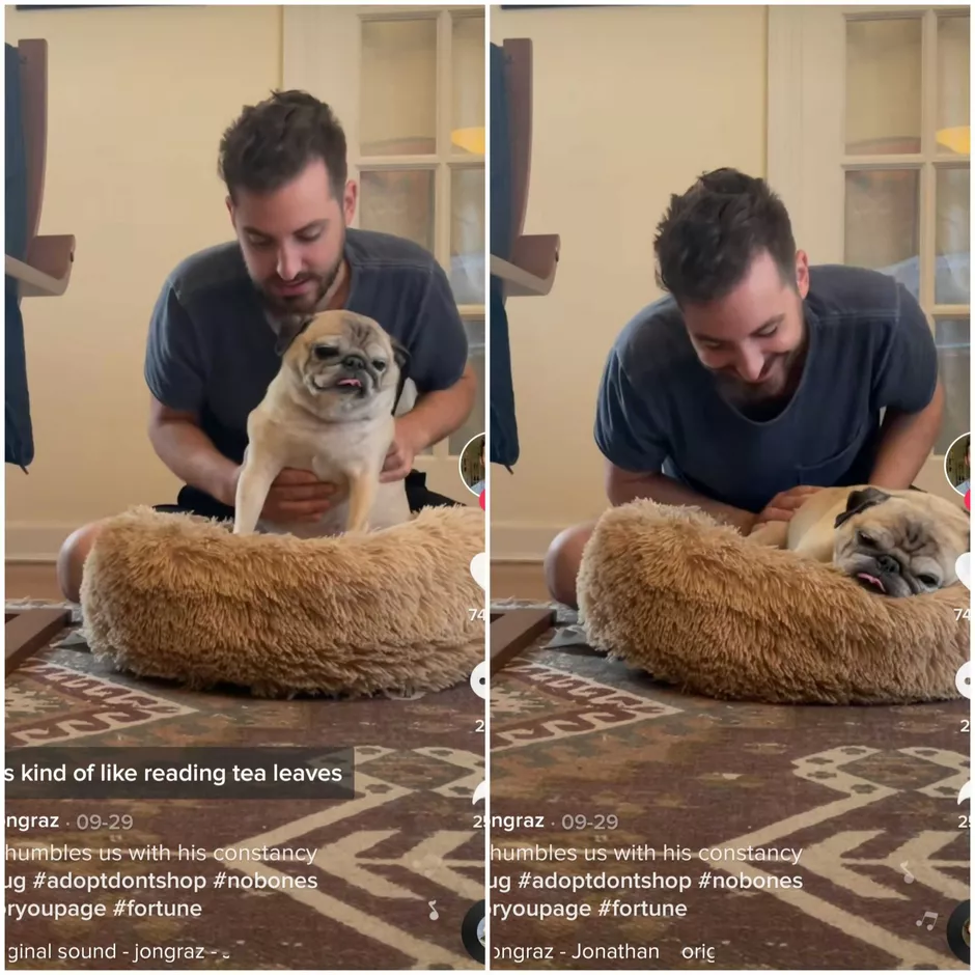 s kind of like reading tea leaves
ngraz · 09-29
humbles us with his constancy
ug #adoptdontshop #nobones
ryoupage #fortune
ginal sound - jongraz -
74
2
25
ngraz · 09-29
humbles us with his constancy
ug #adoptdontshop #nobones
ryoupage #fortune
ongraz - Jonathan orig
74
2
25